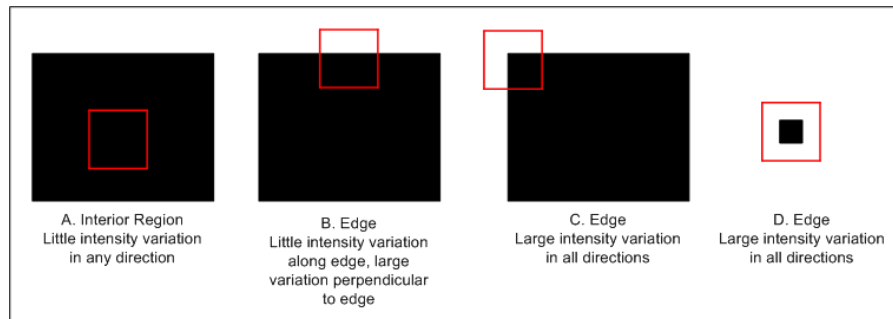 A. Interior Region
Little intensity variation
in any direction
B. Edge
Little intensity variation
along edge, large
variation perpendicular
to edge
C. Edge
Large intensity variation
in all directions
D. Edge
Large intensity variation
in all directions